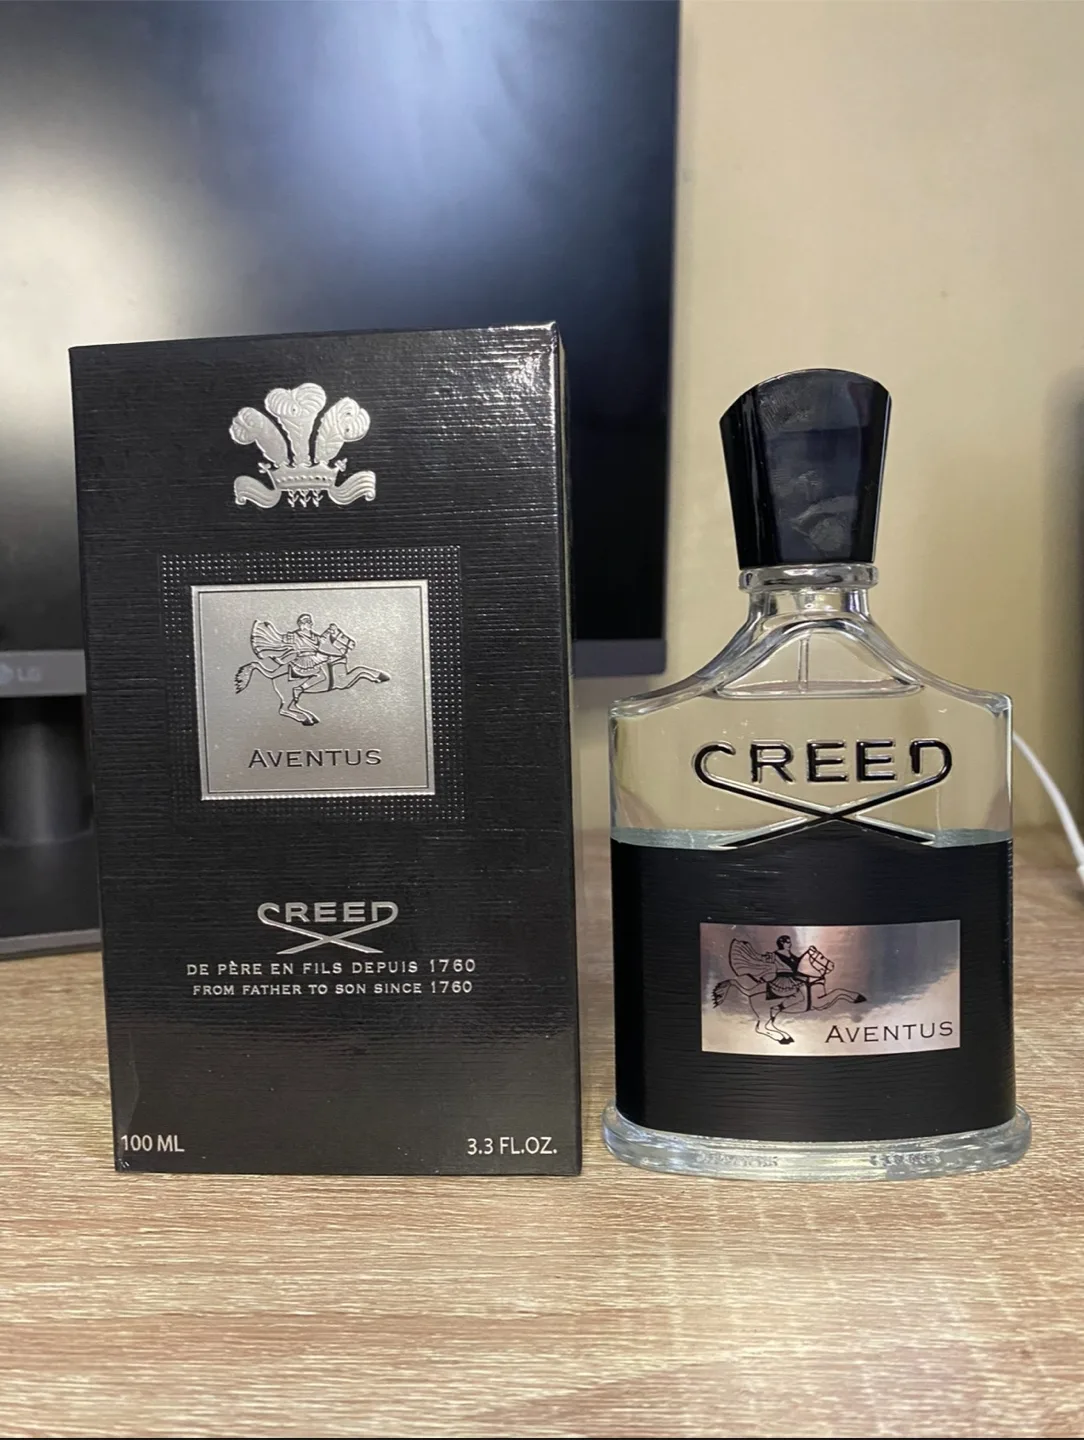 AVENTUS
CREED
DE PÈRE EN FILS DEPUIS 1760
FROM FATHER TO SON SINCE 1760
100 ML
3.3 FL.OZ.
CREED
AVENTUS
LG